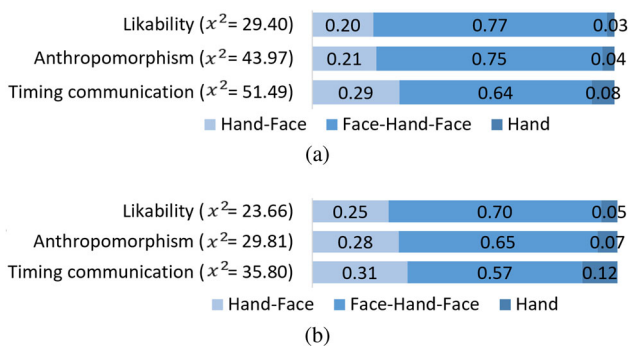 Likability (x² = 29.40) 0.20 0.77 0.03
Anthropomorphism (x² = 43.97) 0.21 0.75 0.04
Timing communication (x² = 51.49) 0.29 0.64 0.08
Hand-Face Face-Hand-Face Hand
(a)
Likability (x² = 23.66) 0.25 0.70 0.05
Anthropomorphism (x² = 29.81) 0.28 0.65 0.07
Timing communication (x² = 35.80) 0.31 0.57 0.12
Hand-Face Face-Hand-Face Hand
(b)